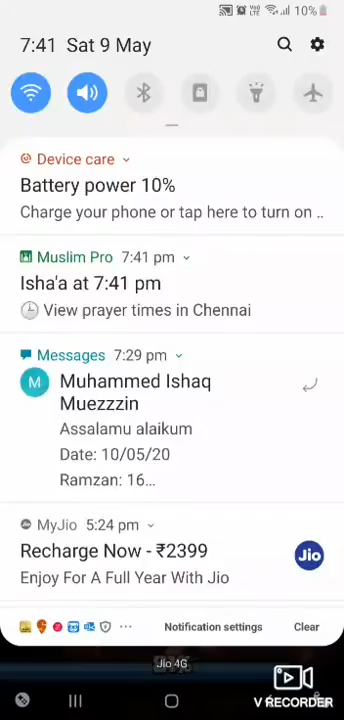 VoD LTE 10%
7:41 Sat 9 May
Device care
Battery power 10%
Charge your phone or tap here to turn on ..
Muslim Pro 7:41 pm
Isha'a at 7:41 pm
View prayer times in Chennai
Messages 7:29 pm
M
Muhammed Ishaq
Muezzzin
Assalamu alaikum
Date: 10/05/20
Ramzan: 16...
MyJio 5:24 pm
Recharge Now - ₹2399
Jio
Enjoy For A Full Year With Jio
Notification settings Clear
Jio 4G
V RECORDER